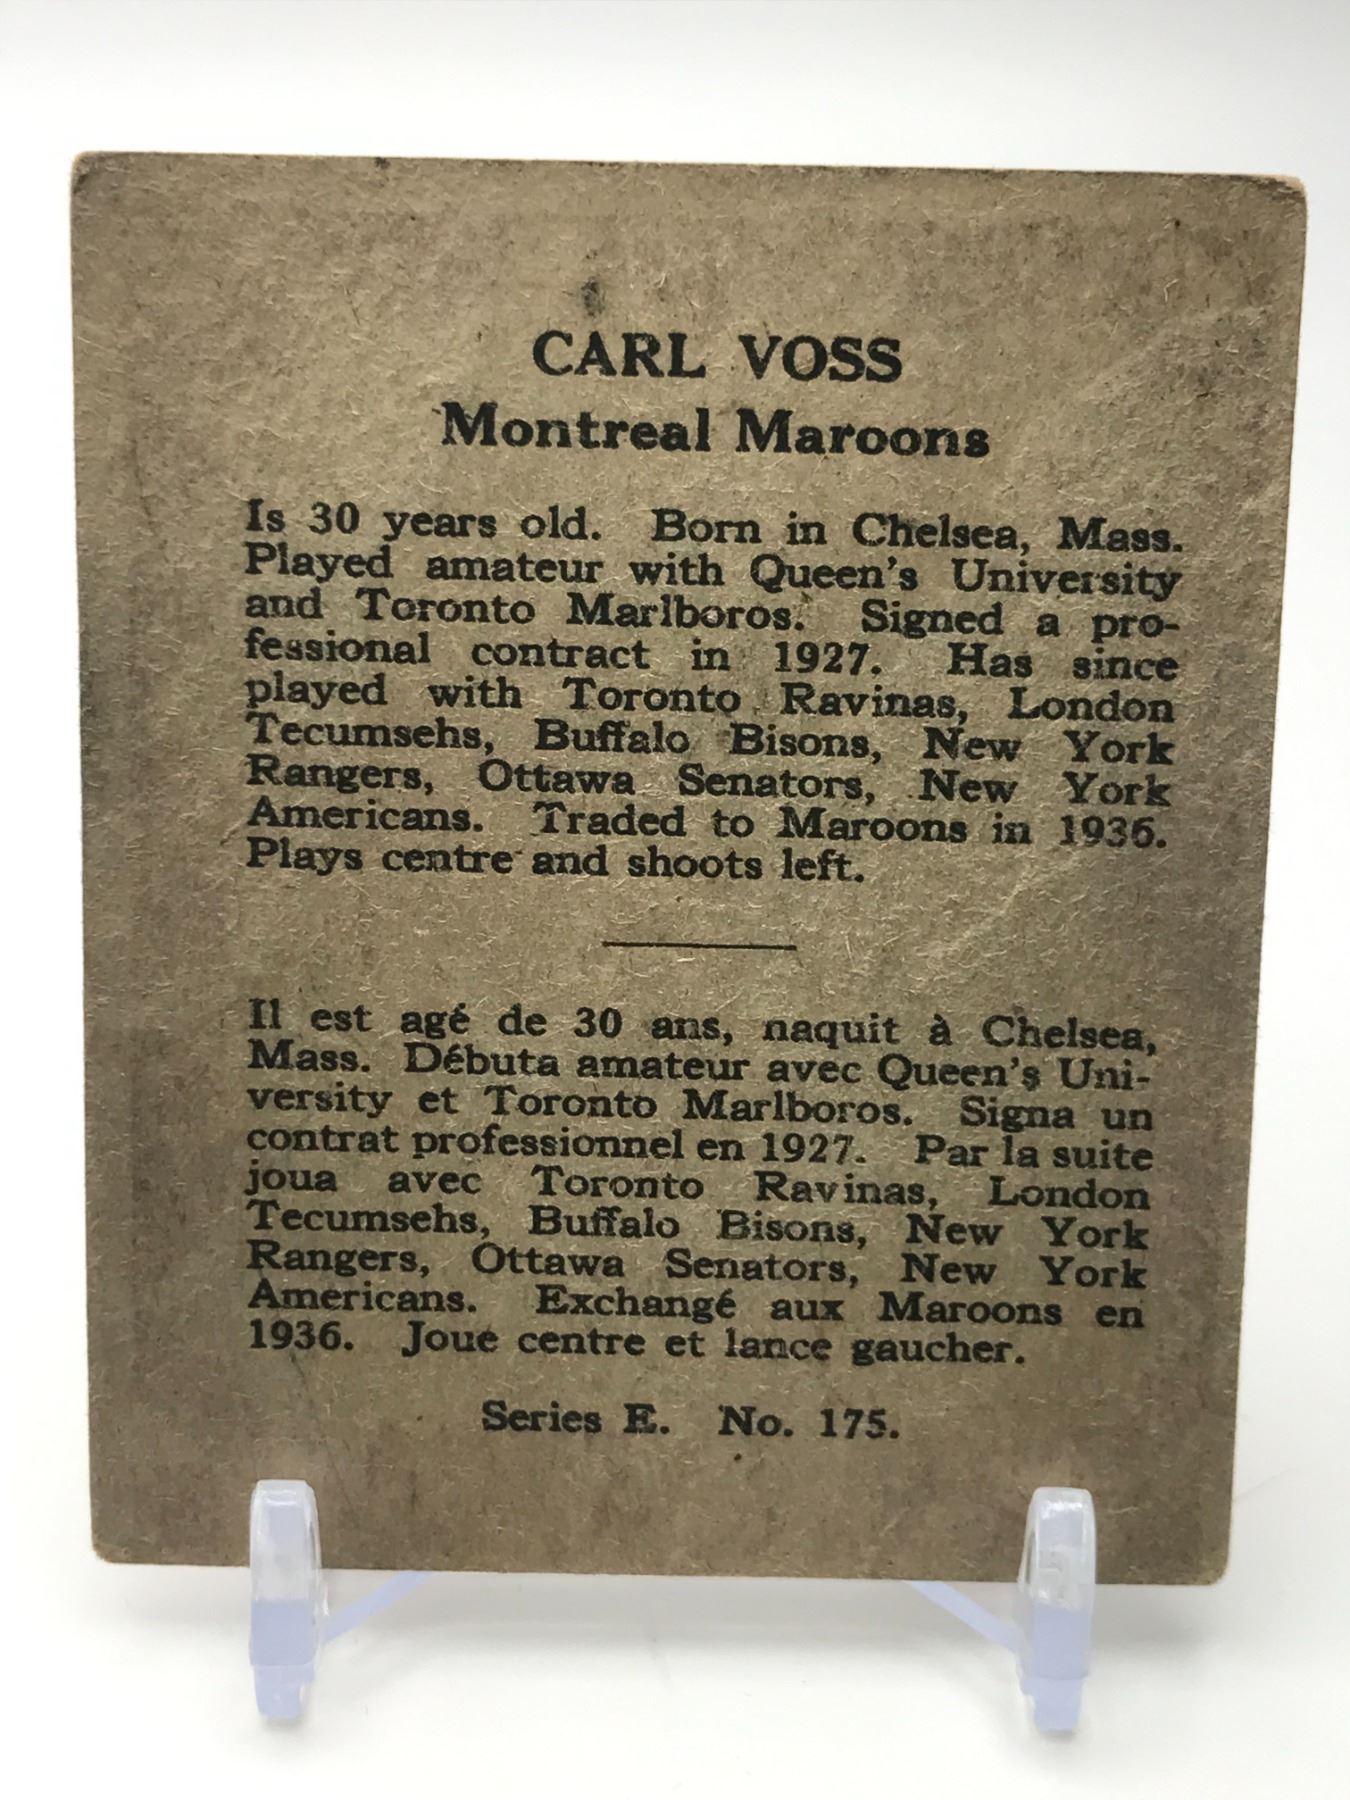 CARL VOSS
Montreal Maroons
Is 30 years old. Born in Chelsea, Mass.
Played amateur with Queen's University
and Toronto Marlboros. Signed a pro-
fessional contract in 1927. Has since
played with Toronto Ravinas, London
Tecumsehs, Buffalo Bisons, New York
Rangers, Ottawa Senators, New York
Americans. Traded to Maroons in 1936.
Plays centre and shoots left.
Il est agé de 30 ans, naquit à Chelsea,
Mass. Débuta amateur avec Queen's Uni-
versity et Toronto Marlboros. Signa un
contrat professionnel en 1927. Par la suite
joua avec Toronto Ravinas, London
Tecumsehs, Buffalo Bisons, New York
Rangers, Ottawa Senators, New York
Americans. Exchangé aux Maroons en
1936. Joue centre et lance gaucher.
Series E. No. 175.